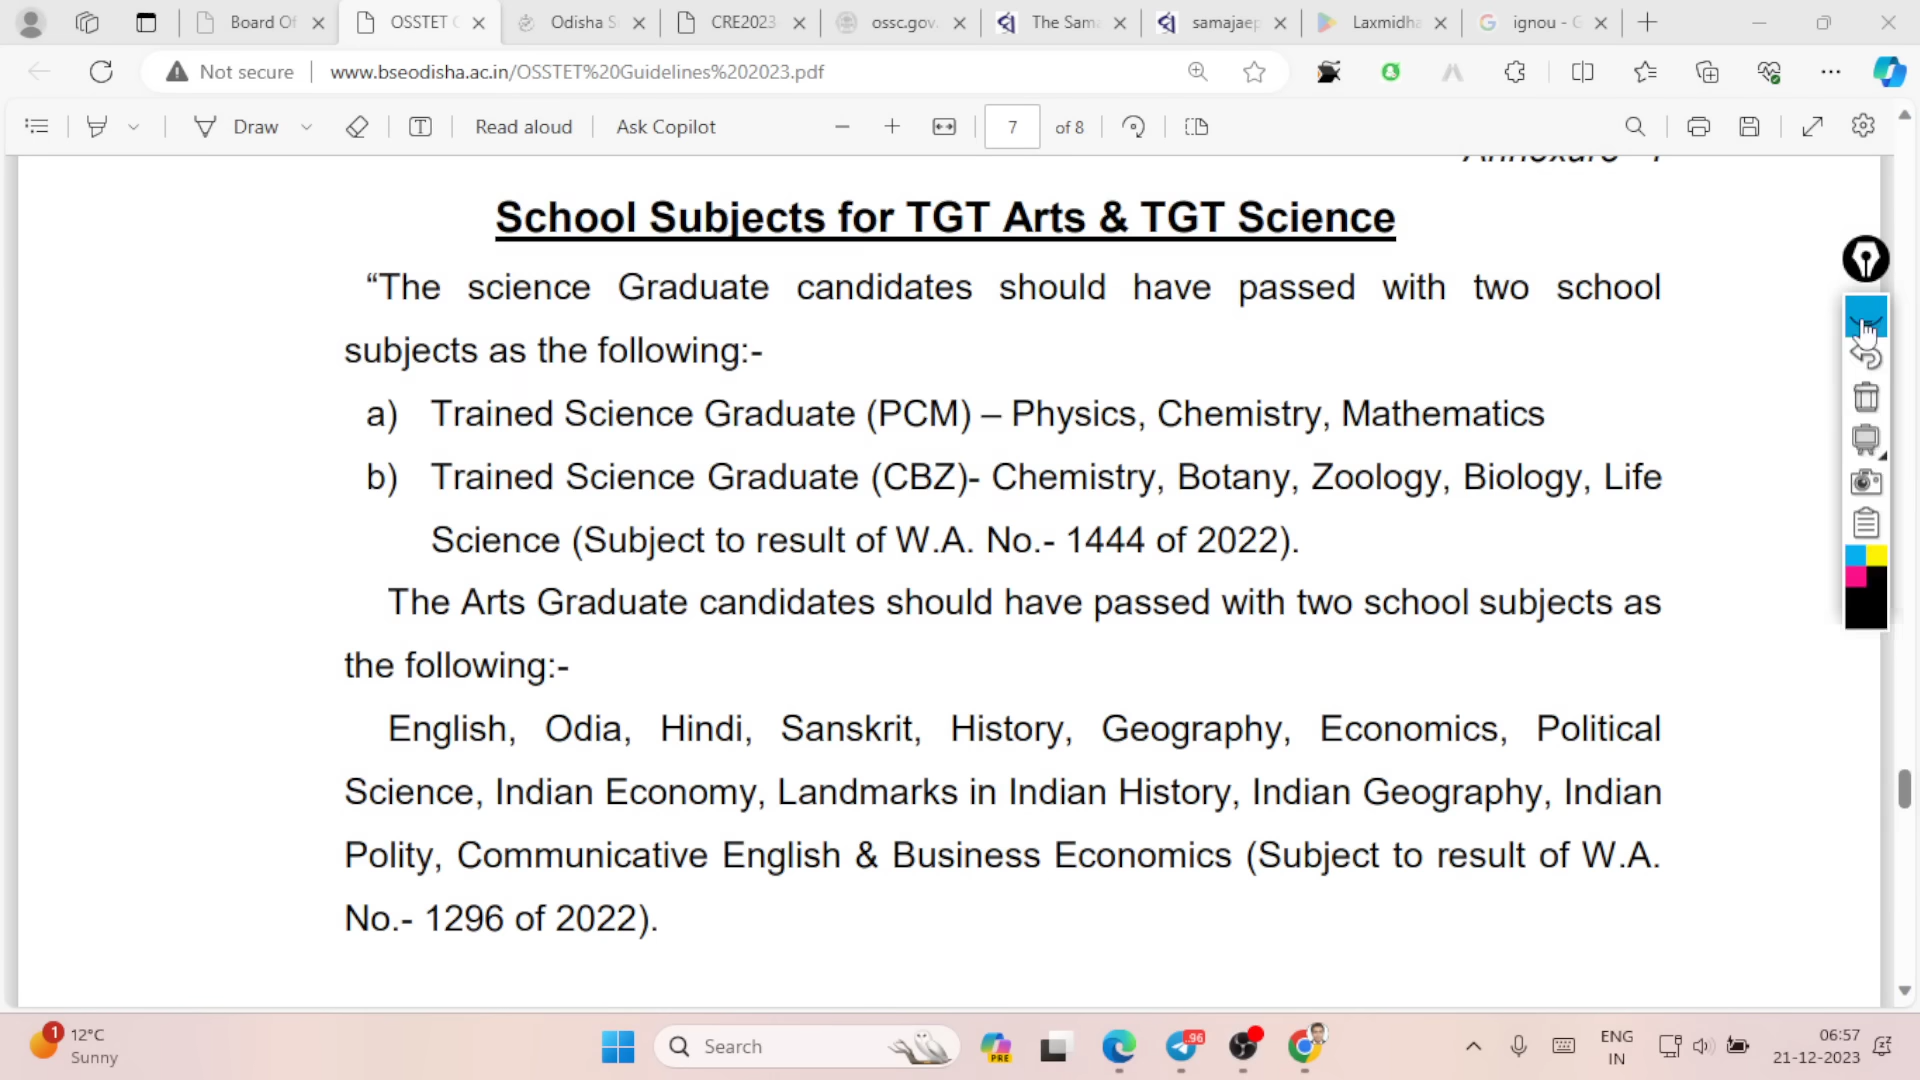 Board Of
OSSTET
Odisha S
CRE2023
ossc.gov.
The Sam
samajaep
Laxmidha
ignou - G
Not secure
www.bseodisha.ac.in/OSSTET%20Guidelines%202023.pdf
Draw
Read aloud
Ask Copilot
7
of 8
School Subjects for TGT Arts & TGT Science
“The science Graduate candidates should have passed with two school
subjects as the following:-
a) Trained Science Graduate (PCM) – Physics, Chemistry, Mathematics
b) Trained Science Graduate (CBZ)- Chemistry, Botany, Zoology, Biology, Life
Science (Subject to result of W.A. No.- 1444 of 2022).
The Arts Graduate candidates should have passed with two school subjects as
the following:-
English, Odia, Hindi, Sanskrit, History, Geography, Economics, Political
Science, Indian Economy, Landmarks in Indian History, Indian Geography, Indian
Polity, Communicative English & Business Economics (Subject to result of W.A.
No.- 1296 of 2022).
1
12°C
Sunny
Search
PRE
96
ENG
IN
06:57
21-12-2023